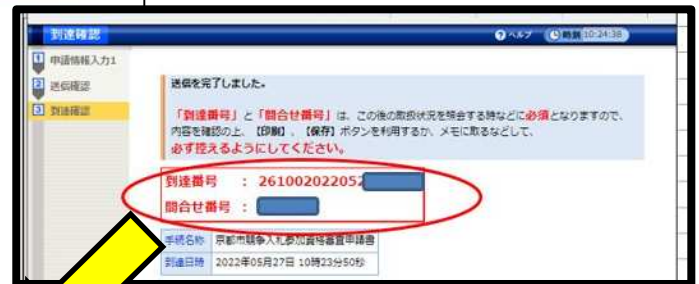 到達確認
ヘルプ 時刻 10:24:38
1 申請情報入力1
2 送信確認
3 到達確認
送信を完了しました。
「到達番号」と「問合せ番号」は、この後の取扱状況を照会する時などに必須となりますので、
内容を確認の上、【印刷】、【保存】ボタンを利用するか、メモに取るなどして、
必ず控えるようにしてください。
到達番号 : 261002022052
問合せ番号 :
手続名称 京都市競争入札参加資格審査申請書
到達日時 2022年05月27日 10時23分50秒